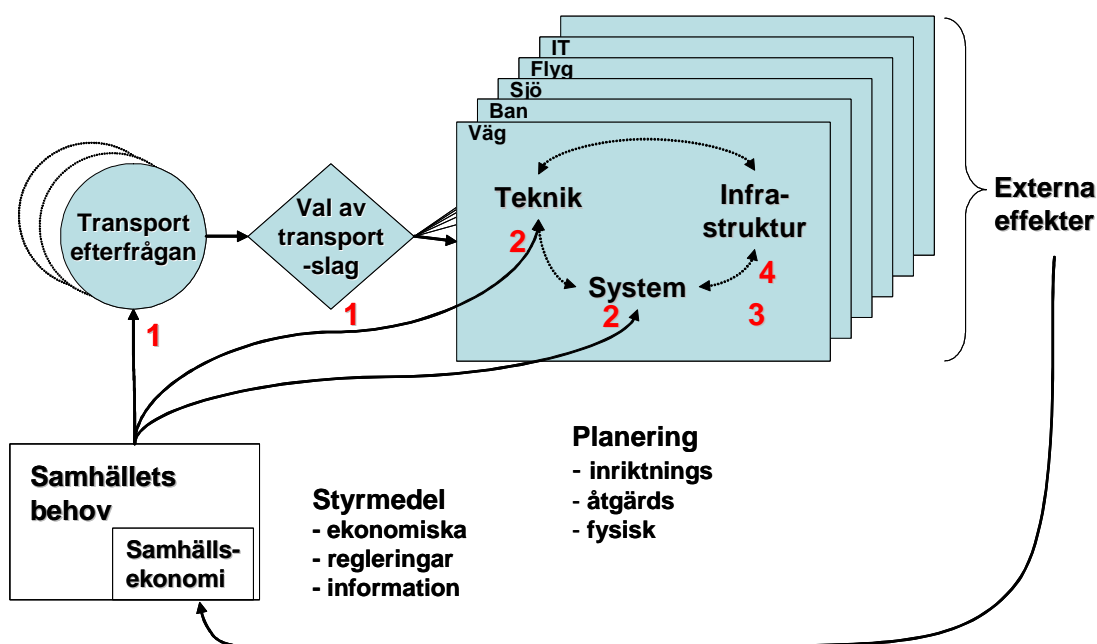 IT
Flyg
Sjö
Ban
Väg
Teknik
Infra-
struktur
2
4
System
2
3
Transport
efterfrågan
1
Val av
transport
-slag
1
Externa
effekter
Samhällets
behov
Samhälls-
ekonomi
Styrmedel
- ekonomiska
- regleringar
- information
Planering
- inriktnings
- åtgärds
- fysisk